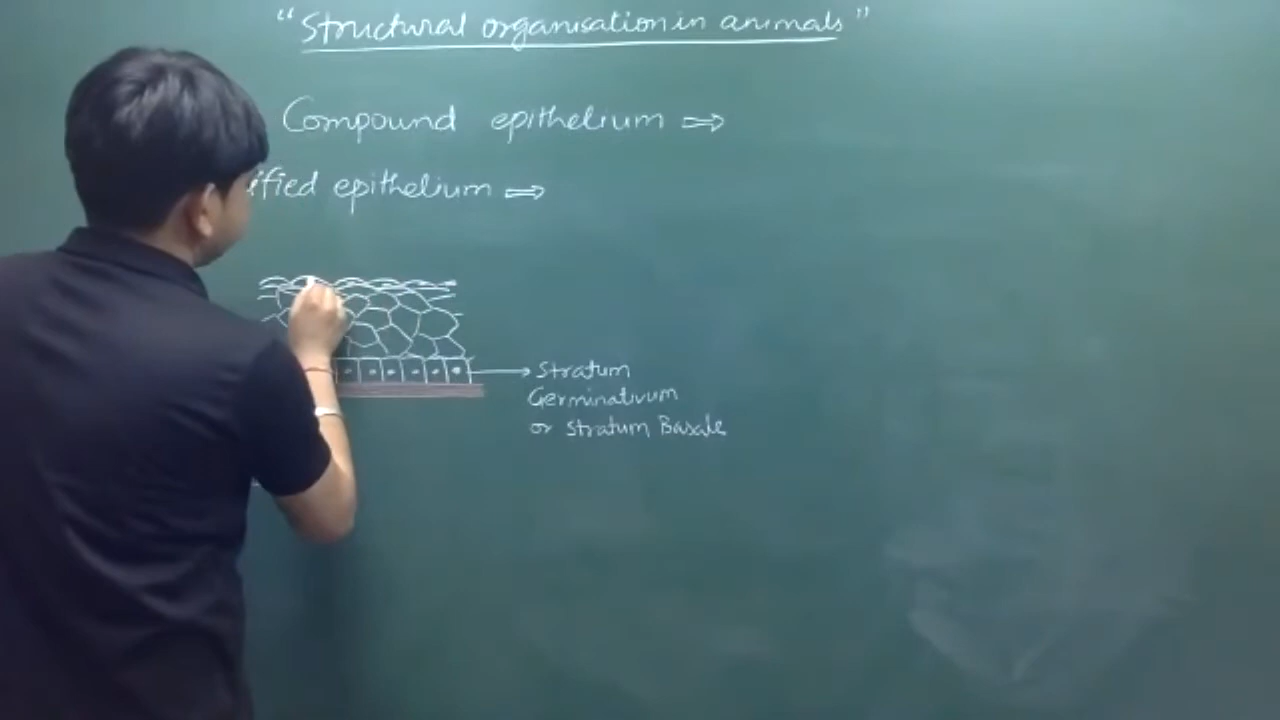 "Structural organisation in animals"
Compound epithelium ⇒
ified epithelium ⇒
Stratum
Germinativum
or Stratum Basale